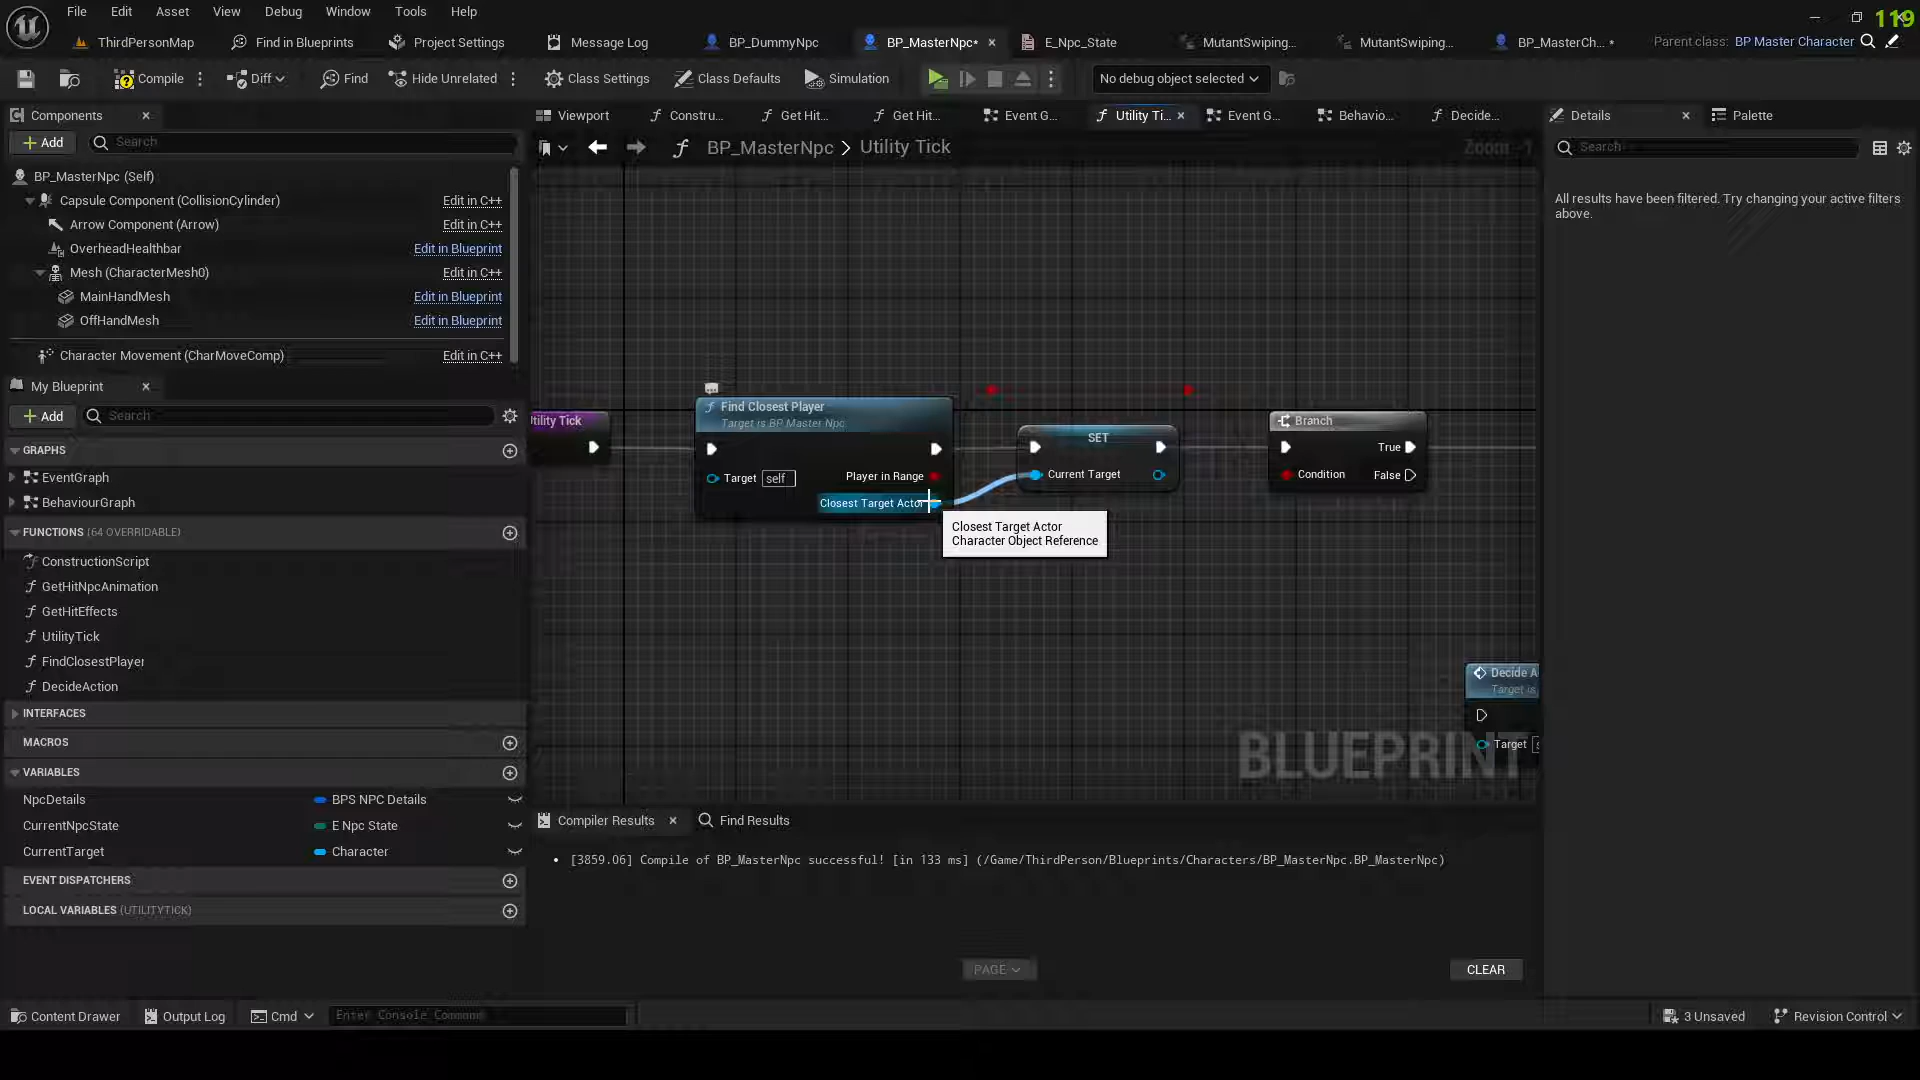 File Edit Asset View Debug Window Tools Help
119
ThirdPersonMap Find in Blueprints Project Settings Message Log BP_DummyNpc BP_MasterNpc* E_Npc_State MutantSwiping... MutantSwiping... BP_MasterCh... * Parent class: BP Master Character
Compile Diff Find Hide Unrelated Class Settings Class Defaults Simulation No debug object selected
Components
Viewport Constru... Get Hit... Get Hit... Event G... Utility Ti... Event G... Behavio... Decide...
Details Palette
Add Search
BP_MasterNpc > Utility Tick
Zoom -1
Search
BP_MasterNpc (Self)
Capsule Component (CollisionCylinder) Edit in C++
Arrow Component (Arrow) Edit in C++
OverheadHealthbar Edit in Blueprint
Mesh (CharacterMesh0) Edit in C++
MainHandMesh Edit in Blueprint
OffHandMesh Edit in Blueprint
Character Movement (CharMoveComp) Edit in C++
All results have been filtered. Try changing your active filters
above.
My Blueprint
Add Search
GRAPHS
EventGraph
BehaviourGraph
FUNCTIONS (64 OVERRIDABLE)
ConstructionScript
GetHitNpcAnimation
GetHitEffects
UtilityTick
FindClosestPlayer
DecideAction
INTERFACES
MACROS
VARIABLES
NpcDetails BPS NPC Details
CurrentNpcState E Npc State
CurrentTarget Character
EVENT DISPATCHERS
LOCAL VARIABLES (UTILITYTICK)
Utility Tick
Find Closest Player
Target is BP Master Npc
Target self
Player in Range
Closest Target Actor
SET
Current Target
Branch
True
Condition False
Closest Target Actor
Character Object Reference
Decide A
Target is
Target
BLUEPRINT
Compiler Results Find Results
• [3859.06] Compile of BP_MasterNpc successful! [in 133 ms] (/Game/ThirdPerson/Blueprints/Characters/BP_MasterNpc.BP_MasterNpc)
PAGE CLEAR
Content Drawer Output Log Cmd Enter Console Command 3 Unsaved Revision Control